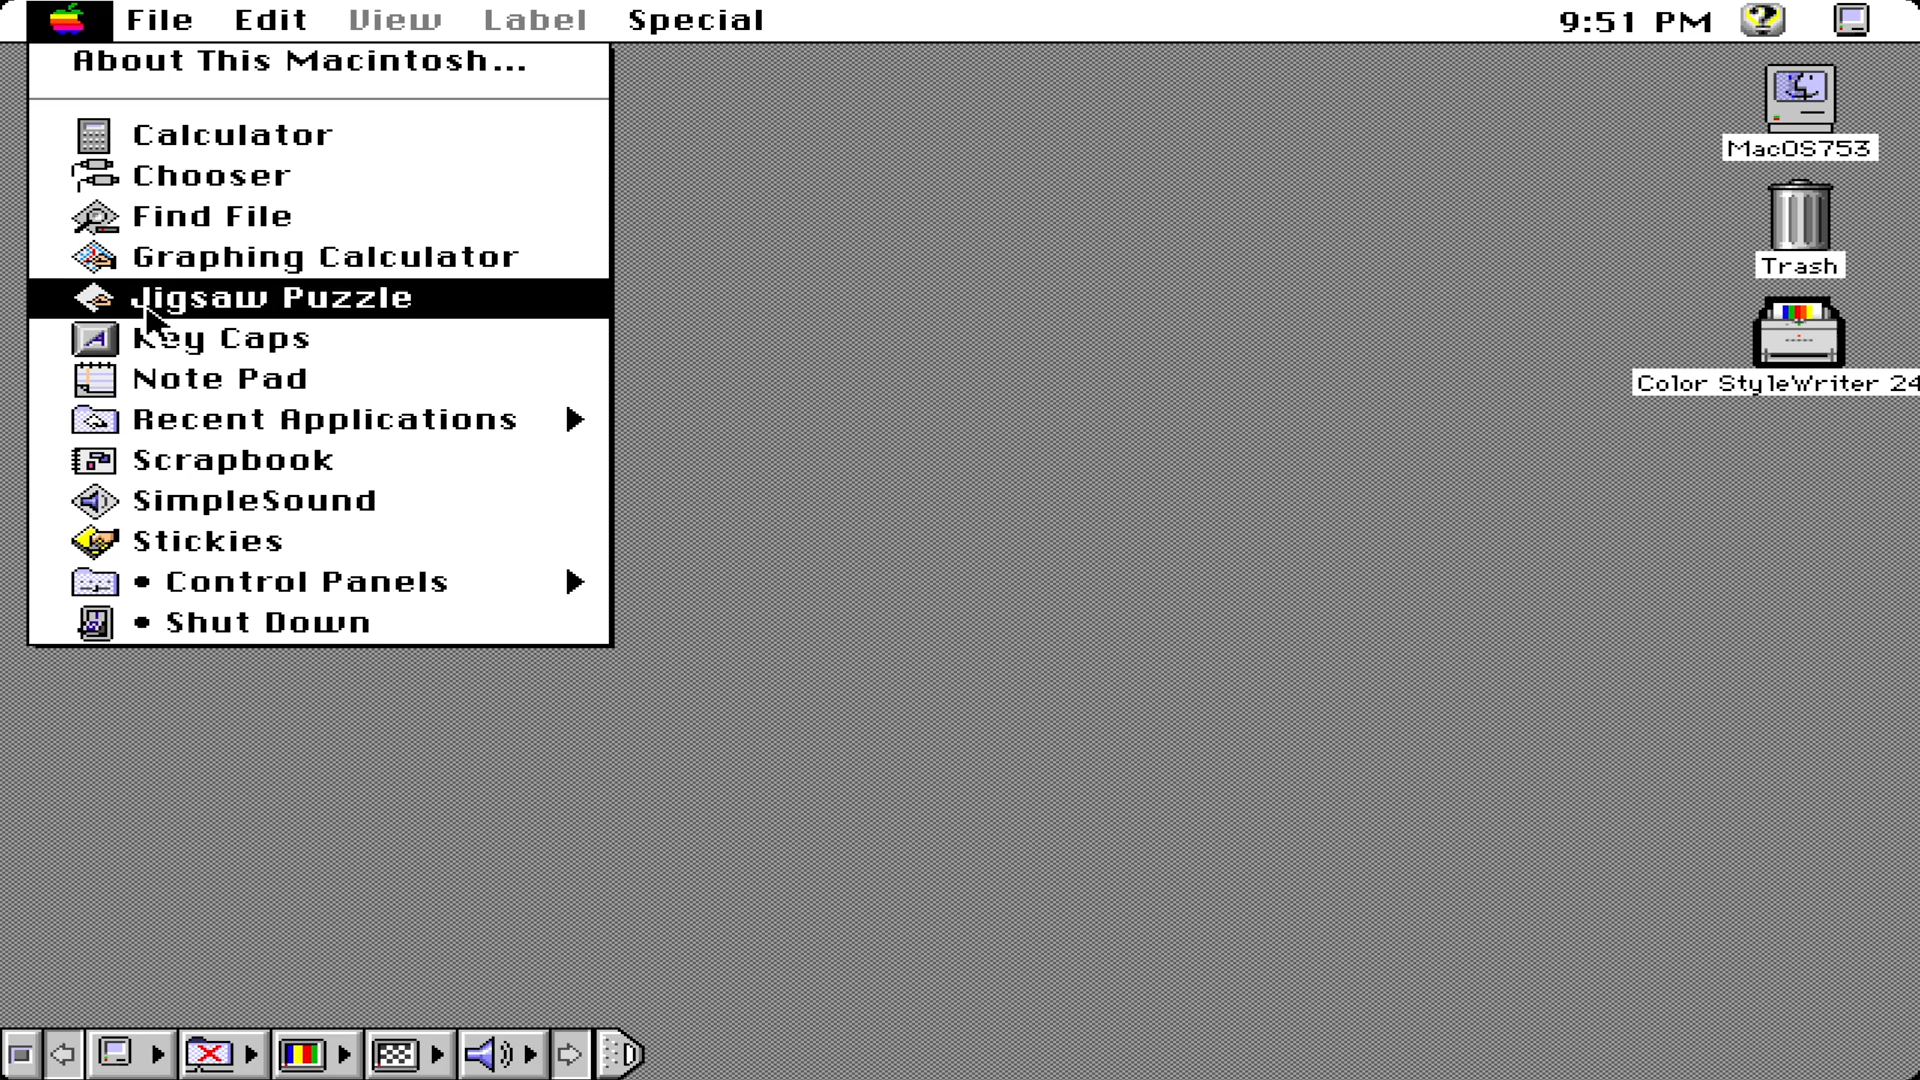 File Edit View Label Special 9:51 PM
About This Macintosh...
Calculator
Chooser
Find File
Graphing Calculator
Jigsaw Puzzle
Key Caps
Note Pad
Recent Applications
Scrapbook
SimpleSound
Stickies
• Control Panels
• Shut Down
MacOS753
Trash
Color StyleWriter 24